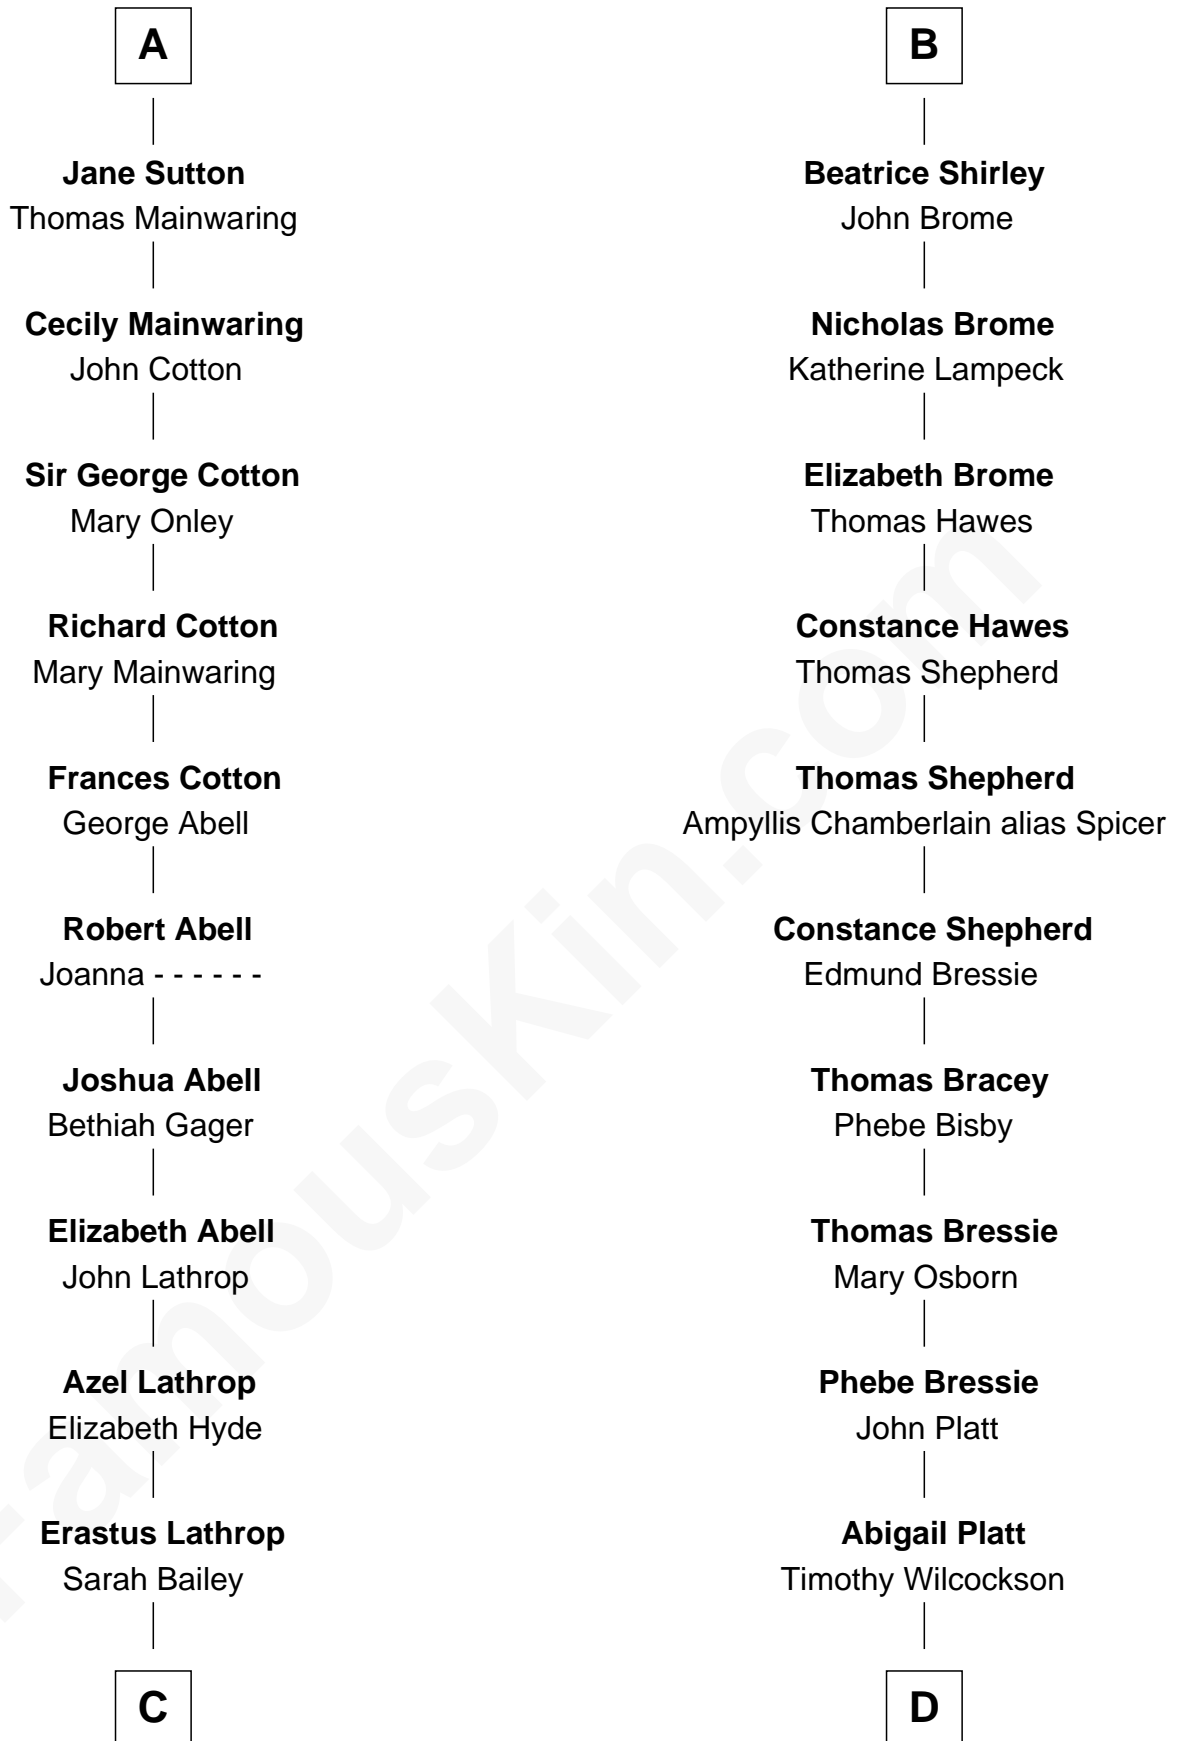 A
Jane Sutton
Thomas Mainwaring
Cecily Mainwaring
John Cotton
Sir George Cotton
Mary Onley
Richard Cotton
Mary Mainwaring
Frances Cotton
George Abell
Robert Abell
Joanna - - - - - -
Joshua Abell
Bethiah Gager
Elizabeth Abell
John Lathrop
Azel Lathrop
Elizabeth Hyde
Erastus Lathrop
Sarah Bailey
C
B
Beatrice Shirley
John Brome
Nicholas Brome
Katherine Lampeck
Elizabeth Brome
Thomas Hawes
Constance Hawes
Thomas Shepherd
Thomas Shepherd
Ampyllis Chamberlain alias Spicer
Constance Shepherd
Edmund Bressie
Thomas Bracey
Phebe Bisby
Thomas Bressie
Mary Osborn
Phebe Bressie
John Platt
Abigail Platt
Timothy Wilcockson
D
FamousKin.com